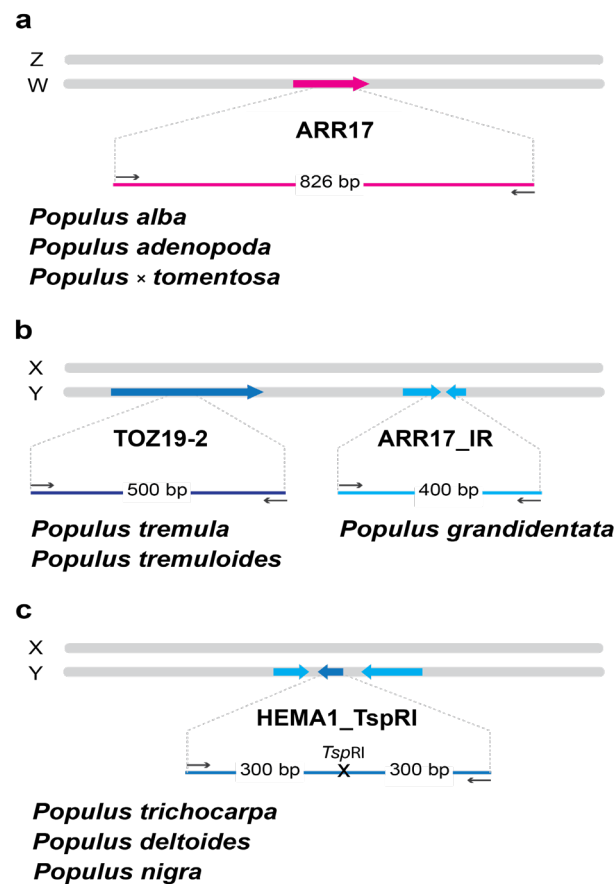 a
Z
W
ARR17
826 bp
Populus alba
Populus adenopoda
Populus × tomentosa
b
X
Y
TOZ19-2 ARR17_IR
500 bp 400 bp
Populus tremula Populus grandidentata
Populus tremuloides
c
X
Y
HEMA1_TspRI
TspRI
300 bp X 300 bp
Populus trichocarpa
Populus deltoides
Populus nigra